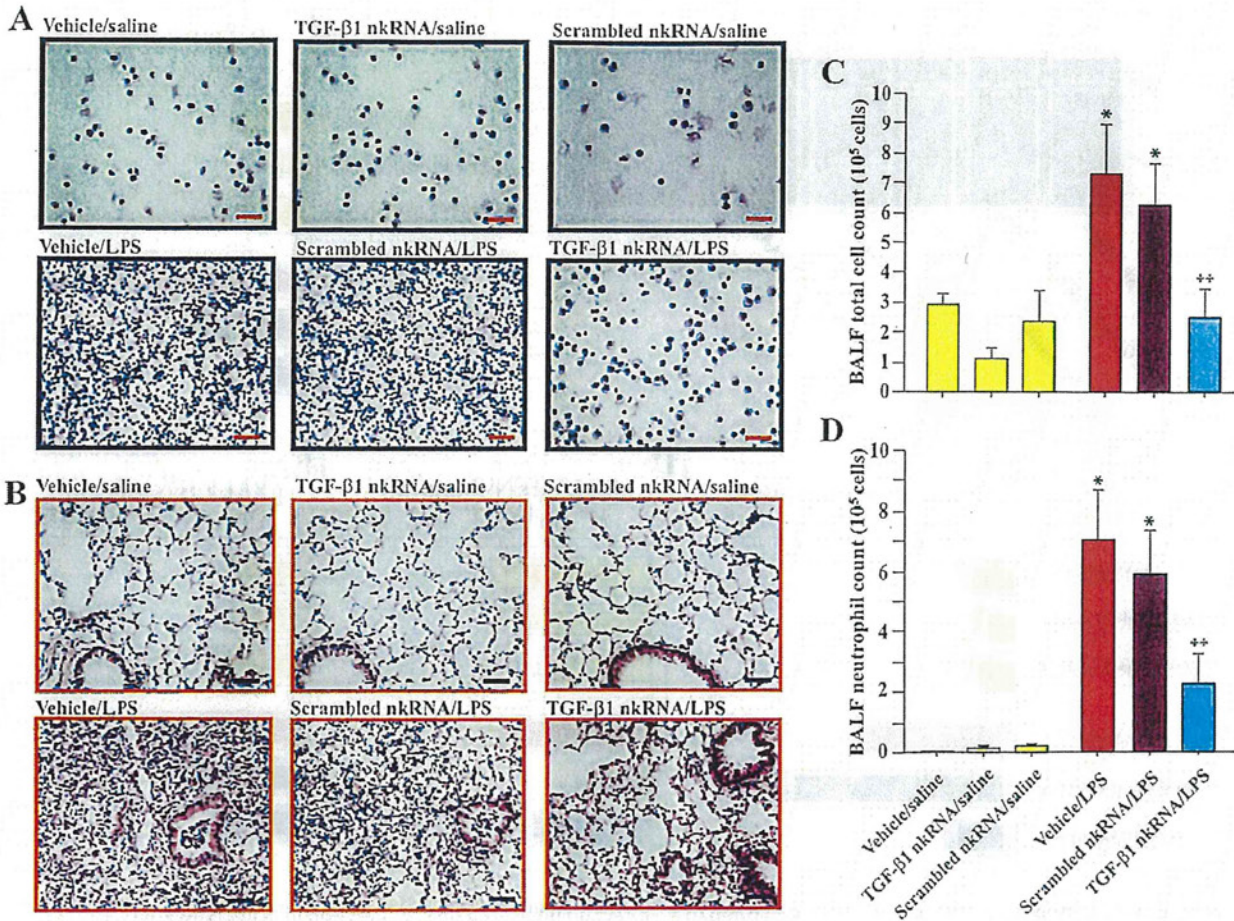 A
Vehicle/saline
TGF-β1 nkRNA/saline
Scrambled nkRNA/saline
Vehicle/LPS
Scrambled nkRNA/LPS
TGF-β1 nkRNA/LPS
B
Vehicle/saline
TGF-β1 nkRNA/saline
Scrambled nkRNA/saline
Vehicle/LPS
Scrambled nkRNA/LPS
TGF-β1 nkRNA/LPS
C
BALF total cell count (10⁵ cells)
10
9
8
7
6
5
4
3
2
1
0
*
*
‡‡
D
BALF neutrophil count (10⁵ cells)
10
8
6
4
2
0
*
*
‡‡
Vehicle/saline
TGF-β1 nkRNA/saline
Scrambled nkRNA/saline
Vehicle/LPS
Scrambled nkRNA/LPS
TGF-β1 nkRNA/LPS